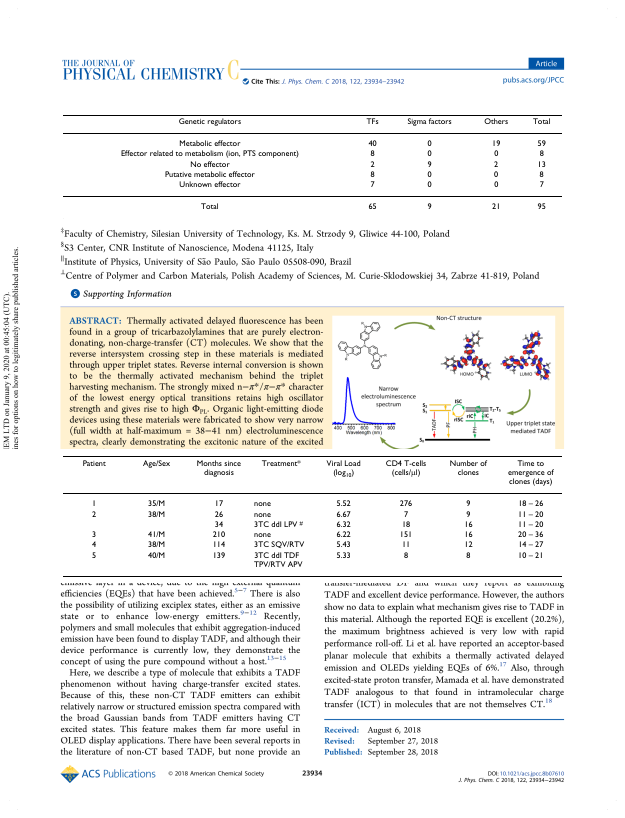 THE JOURNAL OF
PHYSICAL CHEMISTRY C
Article
Cite This: J. Phys. Chem. C 2018, 122, 23934−23942
pubs.acs.org/JPCC
Genetic regulators TFs Sigma factors Others Total
Metabolic effector 40 0 19 59
Effector related to metabolism (ion, PTS component) 8 0 0 8
No effector 2 9 2 13
Putative metabolic effector 8 0 0 8
Unknown effector 7 0 0 7
Total 65 9 21 95
‡Faculty of Chemistry, Silesian University of Technology, Ks. M. Strzody 9, Gliwice 44-100, Poland
§S3 Center, CNR Institute of Nanoscience, Modena 41125, Italy
∥Institute of Physics, University of São Paulo, São Paulo 05508-090, Brazil
⊥Centre of Polymer and Carbon Materials, Polish Academy of Sciences, M. Curie-Sklodowskiej 34, Zabrze 41-819, Poland
S Supporting Information
ABSTRACT: Thermally activated delayed fluorescence has been
found in a group of tricarbazolylamines that are purely electron-
donating, non-charge-transfer (CT) molecules. We show that the
reverse intersystem crossing step in these materials is mediated
through upper triplet states. Reverse internal conversion is shown
to be the thermally activated mechanism behind the triplet
harvesting mechanism. The strongly mixed n−π*/π−π* character
of the lowest energy optical transitions retains high oscillator
strength and gives rise to high ΦPL. Organic light-emitting diode
devices using these materials were fabricated to show very narrow
(full width at half-maximum = 38−41 nm) electroluminescence
spectra, clearly demonstrating the excitonic nature of the excited
Non-CT structure
HOMO
LUMO
Narrow
electroluminescence
spectrum
400 500 600 700 800
Wavelength (nm)
Upper triplet state
mediated TADF
Patient Age/Sex Months since diagnosis Treatment* Viral Load (log10) CD4 T-cells (cells/μl) Number of clones Time to emergence of clones (days)
1 35/M 17 none 5.52 276 9 18 – 26
2 38/M 26 none 6.67 7 9 11 – 20
34 3TC ddI LPV # 6.32 18 16 11 – 20
3 41/M 210 none 6.22 151 16 20 – 36
4 38/M 114 3TC SQV/RTV 5.43 11 12 14 – 27
5 40/M 139 3TC ddI TDF 5.33 8 8 10 – 21
TPV/RTV APV
emissive layer in a device, due to the high external quantum
efficiencies (EQEs) that have been achieved.5−7 There is also
the possibility of utilizing exciplex states, either as an emissive
state or to enhance low-energy emitters.9−12 Recently,
polymers and small molecules that exhibit aggregation-induced
emission have been found to display TADF, and although their
device performance is currently low, they demonstrate the
concept of using the pure compound without a host.13−15
Here, we describe a type of molecule that exhibits a TADF
phenomenon without having charge-transfer excited states.
Because of this, these non-CT TADF emitters can exhibit
relatively narrow or structured emission spectra compared with
the broad Gaussian bands from TADF emitters having CT
excited states. This feature makes them far more useful in
OLED display applications. There have been several reports in
the literature of non-CT based TADF, but none provide an
transfer-mediated DF and which they report as exhibiting
TADF and excellent device performance. However, the authors
show no data to explain what mechanism gives rise to TADF in
this material. Although the reported EQE is excellent (20.2%),
the maximum brightness achieved is very low with rapid
performance roll-off. Li et al. have reported an acceptor-based
planar molecule that exhibits a thermally activated delayed
emission and OLEDs yielding EQEs of 6%.17 Also, through
excited-state proton transfer, Mamada et al. have demonstrated
TADF analogous to that found in intramolecular charge
transfer (ICT) in molecules that are not themselves CT.18
Received: August 6, 2018
Revised: September 27, 2018
Published: September 28, 2018
ACS Publications
© 2018 American Chemical Society
23934
DOI: 10.1021/acs.jpcc.8b07610
J. Phys. Chem. C 2018, 122, 23934−23942
IEM LTD on January 9, 2020 at 00:45:04 (UTC).
ines for options on how to legitimately share published articles.